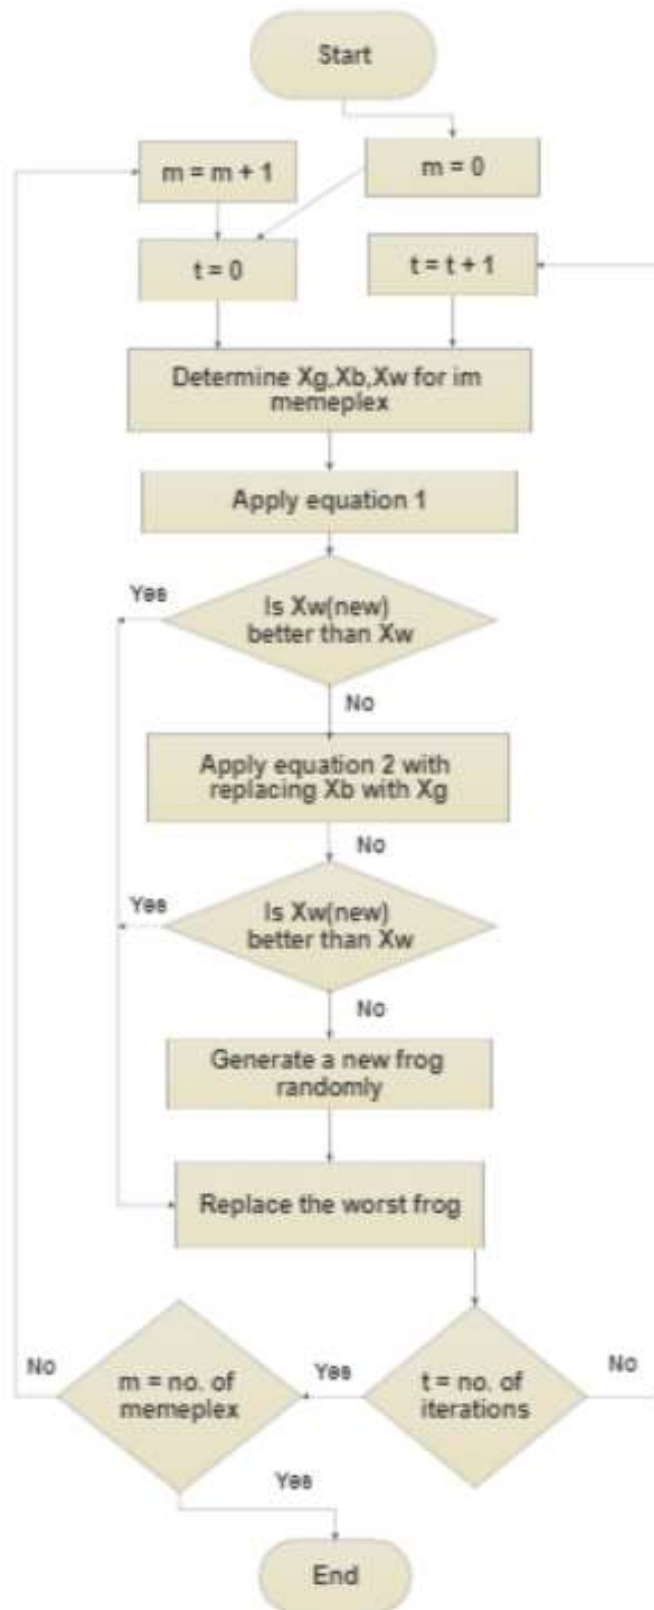 Start
m = m + 1
m = 0
t = 0
t = t + 1
Determine Xg,Xb,Xw for im
memeplex
Apply equation 1
Yes
Is Xw(new)
better than Xw
No
Apply equation 2 with
replacing Xb with Xg
No
Yes
Is Xw(new)
better than Xw
No
Generate a new frog
randomly
Replace the worst frog
No
m = no. of
memeplex
Yes
t = no. of
iterations
No
Yes
End